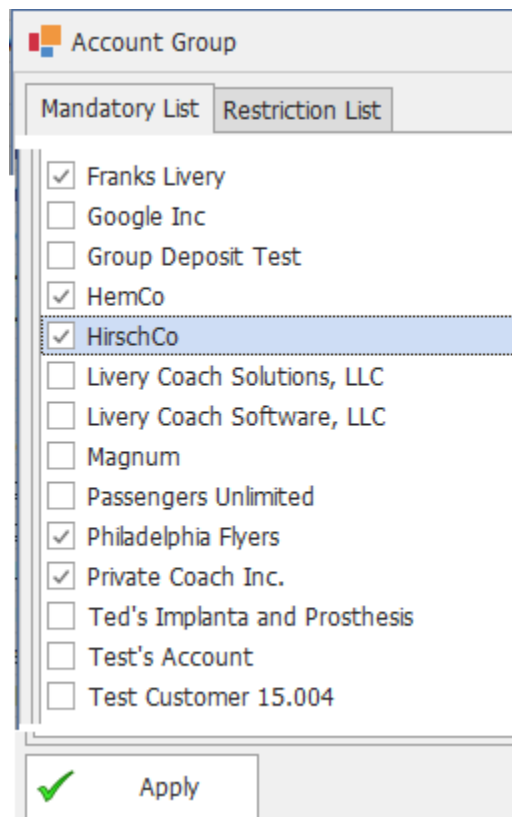 Account Group
Mandatory List Restriction List
Franks Livery
Google Inc
Group Deposit Test
HemCo
HirschCo
Livery Coach Solutions, LLC
Livery Coach Software, LLC
Magnum
Passengers Unlimited
Philadelphia Flyers
Private Coach Inc.
Ted's Implanta and Prosthesis
Test's Account
Test Customer 15.004
Apply